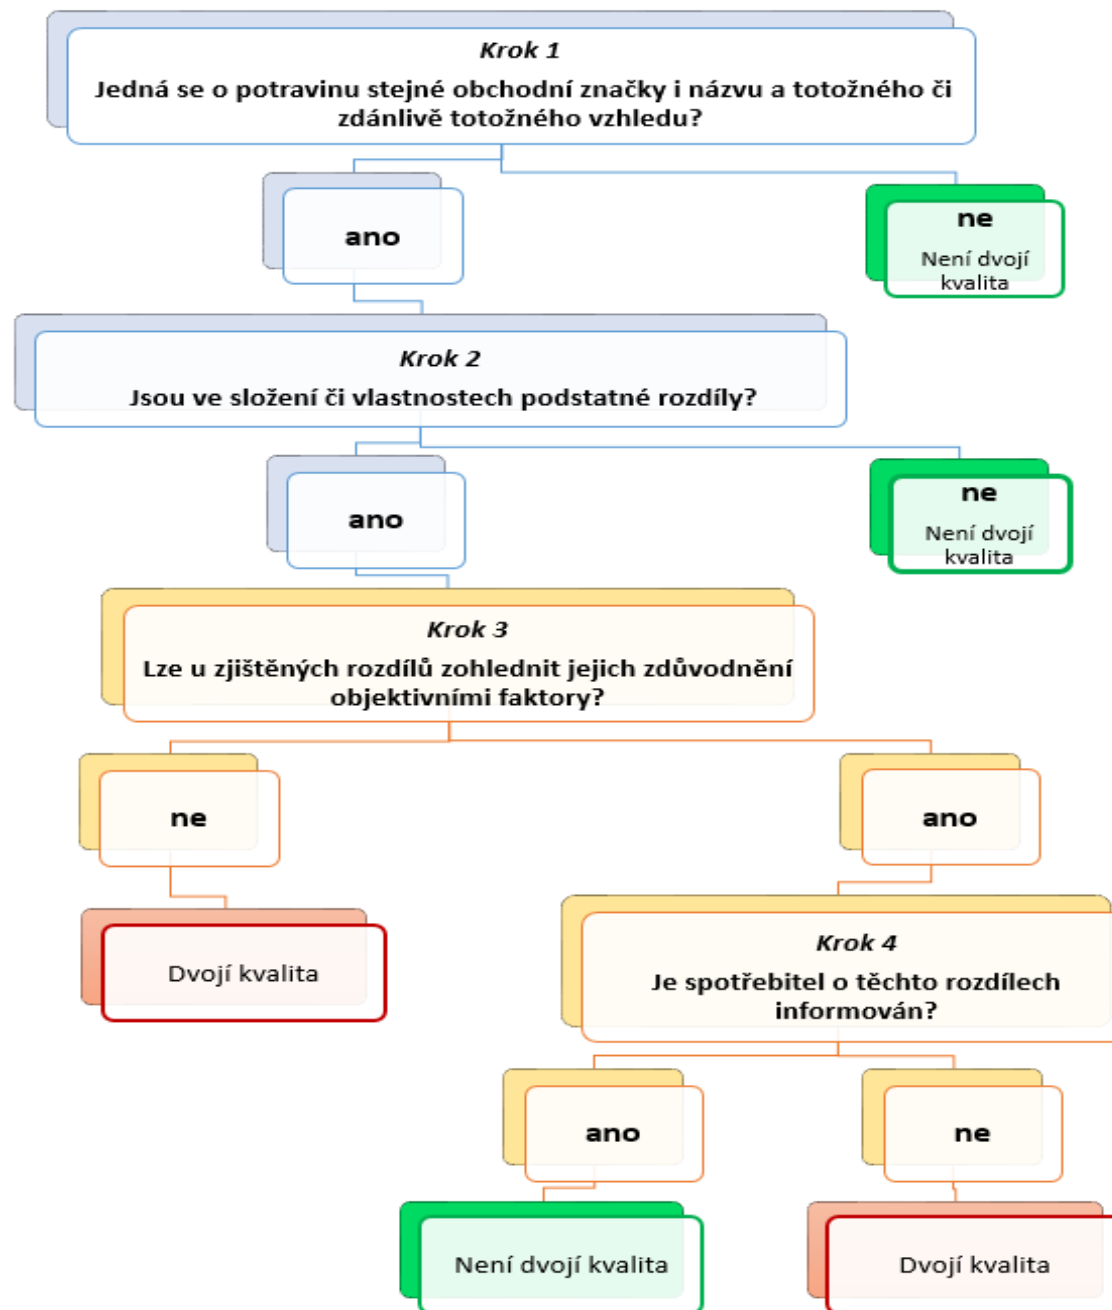 Krok 1
Jedná se o potravinu stejné obchodní značky i názvu a totožného či
zdánlivě totožného vzhledu?
ano
ne
Není dvojí
kvalita
Krok 2
Jsou ve složení či vlastnostech podstatné rozdíly?
ano
ne
Není dvojí
kvalita
Krok 3
Lze u zjištěných rozdílů zohlednit jejich zdůvodnění
objektivními faktory?
ne
ano
Dvojí kvalita
Krok 4
Je spotřebitel o těchto rozdílech
informován?
ano
ne
Není dvojí kvalita
Dvojí kvalita